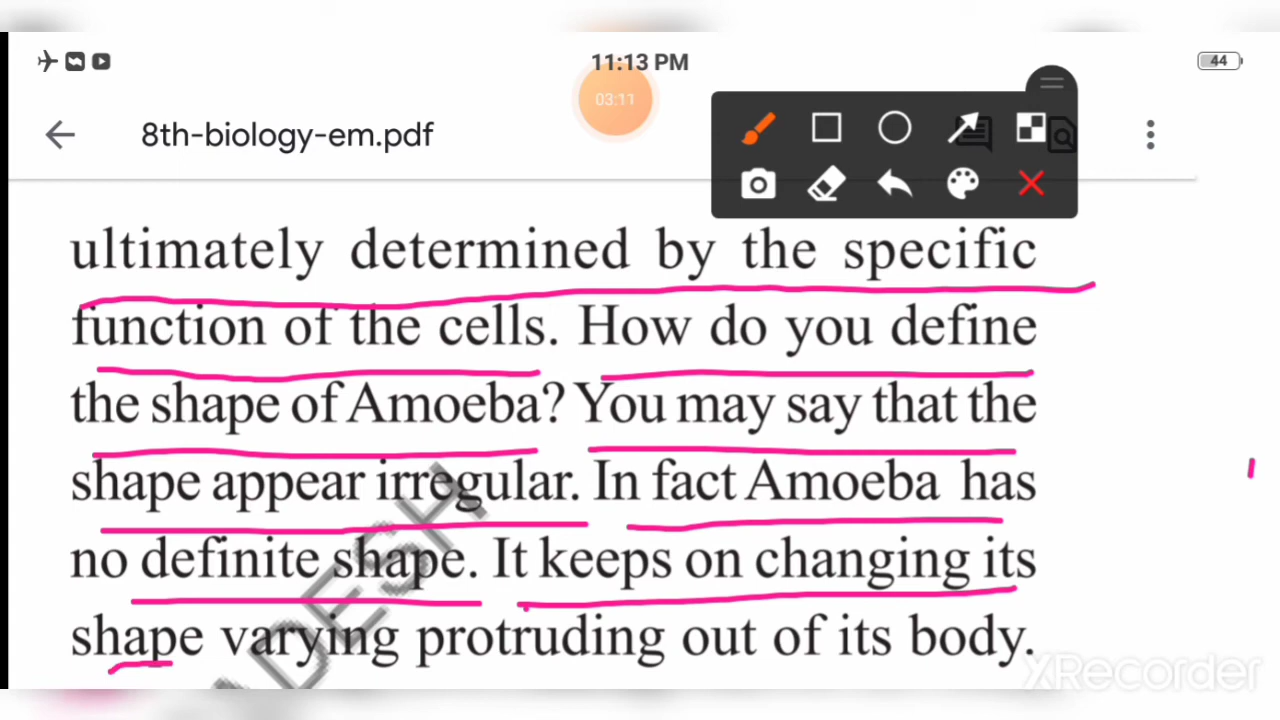 11:13 PM
44
03:11
8th-biology-em.pdf
ultimately determined by the specific
function of the cells. How do you define
the shape of Amoeba? You may say that the
shape appear irregular. In fact Amoeba has
no definite shape. It keeps on changing its
shape varying protruding out of its body.
DESH
XRecorder